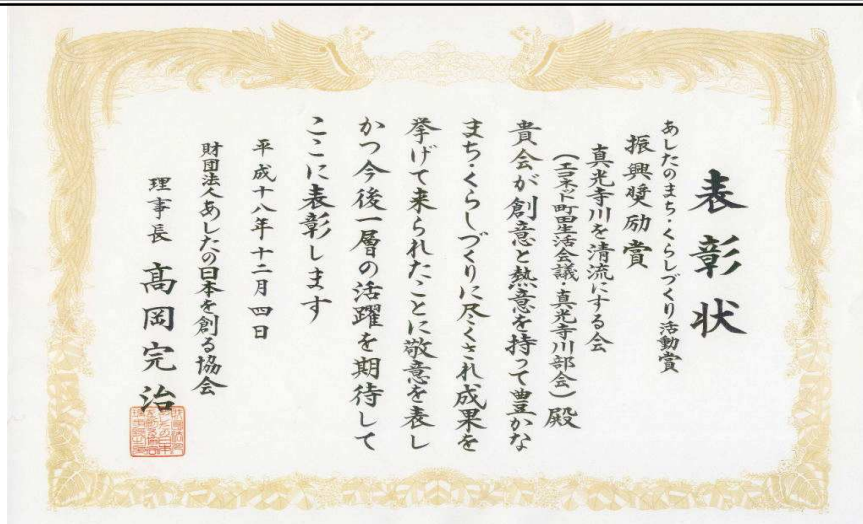 表彰状
あしたのまち・くらしづくり活動賞
振興奨励賞
真光寺川を清流にする会
（エコネット町田生活会議・真光寺川部会）殿
貴会が創意と熱意を持って豊かな
まち・くらしづくりに尽くされ成果を
挙げて来られたことに敬意を表し
かつ今後一層の活躍を期待して
ここに表彰します
平成十八年十二月四日
財団法人あしたの日本を創る協会
理事長 髙岡完治